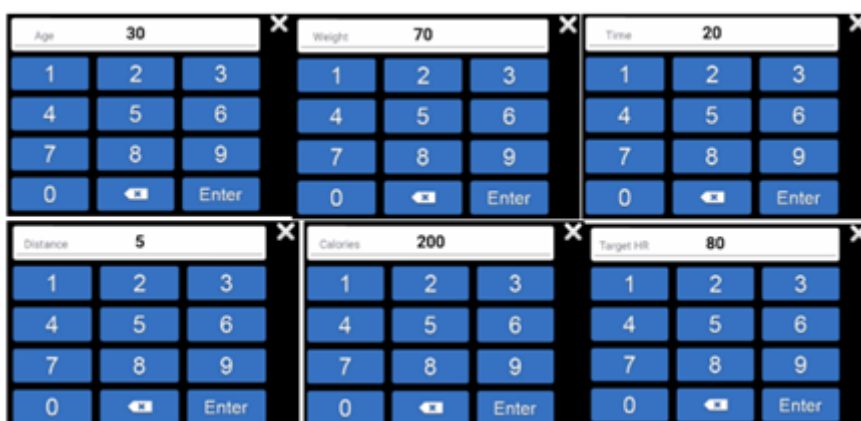 Age 30
1 2 3
4 5 6
7 8 9
0 Enter
Weight 70
1 2 3
4 5 6
7 8 9
0 Enter
Time 20
1 2 3
4 5 6
7 8 9
0 Enter
Distance 5
1 2 3
4 5 6
7 8 9
0 Enter
Calories 200
1 2 3
4 5 6
7 8 9
0 Enter
Target HR 80
1 2 3
4 5 6
7 8 9
0 Enter